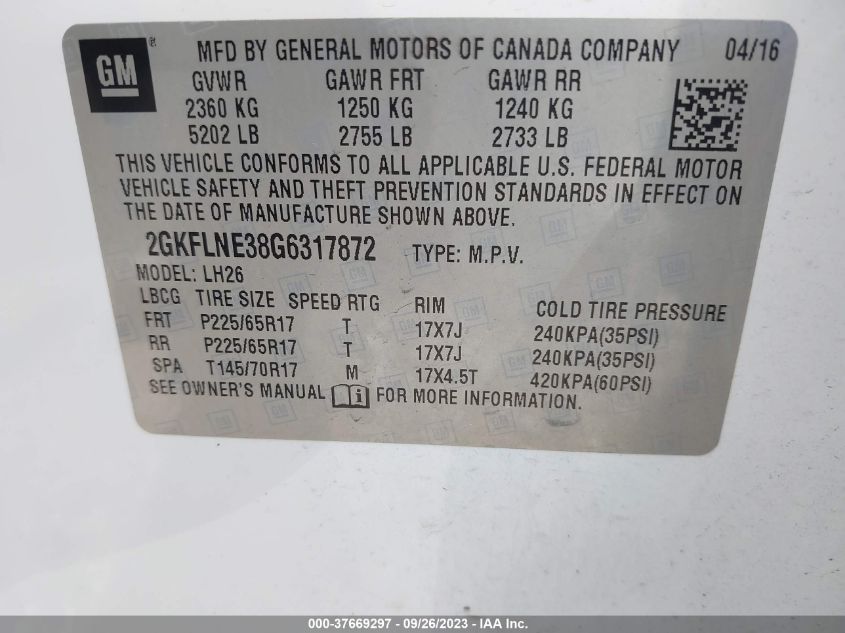 GM ® MFD BY GENERAL MOTORS OF CANADA COMPANY 04/16
GVWR GAWR FRT GAWR RR
2360 KG 1250 KG 1240 KG
5202 LB 2755 LB 2733 LB
THIS VEHICLE CONFORMS TO ALL APPLICABLE U.S. FEDERAL MOTOR
VEHICLE SAFETY AND THEFT PREVENTION STANDARDS IN EFFECT ON
THE DATE OF MANUFACTURE SHOWN ABOVE.
2GKFLNE38G6317872 TYPE: M.P.V.
MODEL: LH26
LBCG TIRE SIZE SPEED RTG RIM COLD TIRE PRESSURE
FRT P225/65R17 T 17X7J 240KPA(35PSI)
RR P225/65R17 T 17X7J 240KPA(35PSI)
SPA T145/70R17 M 17X4.5T 420KPA(60PSI)
SEE OWNER'S MANUAL FOR MORE INFORMATION.
000-37669297 - 09/26/2023 - IAA Inc.